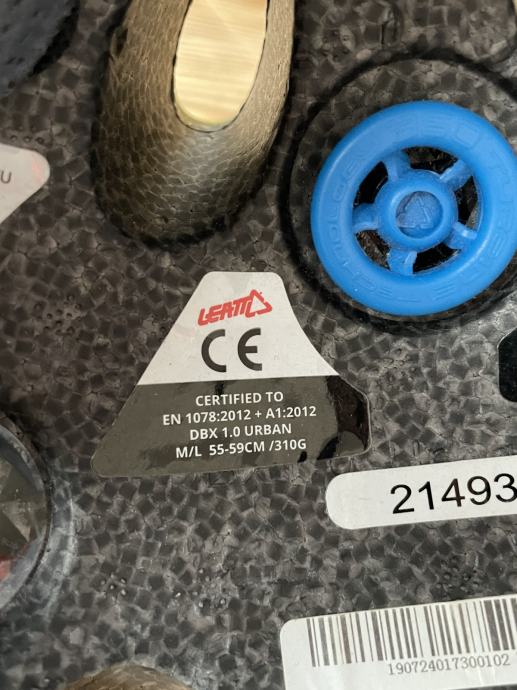 U
LEATT
CE
CERTIFIED TO
EN 1078:2012 + A1:2012
DBX 1.0 URBAN
M/L 55-59CM /310G
21493
190724017300102